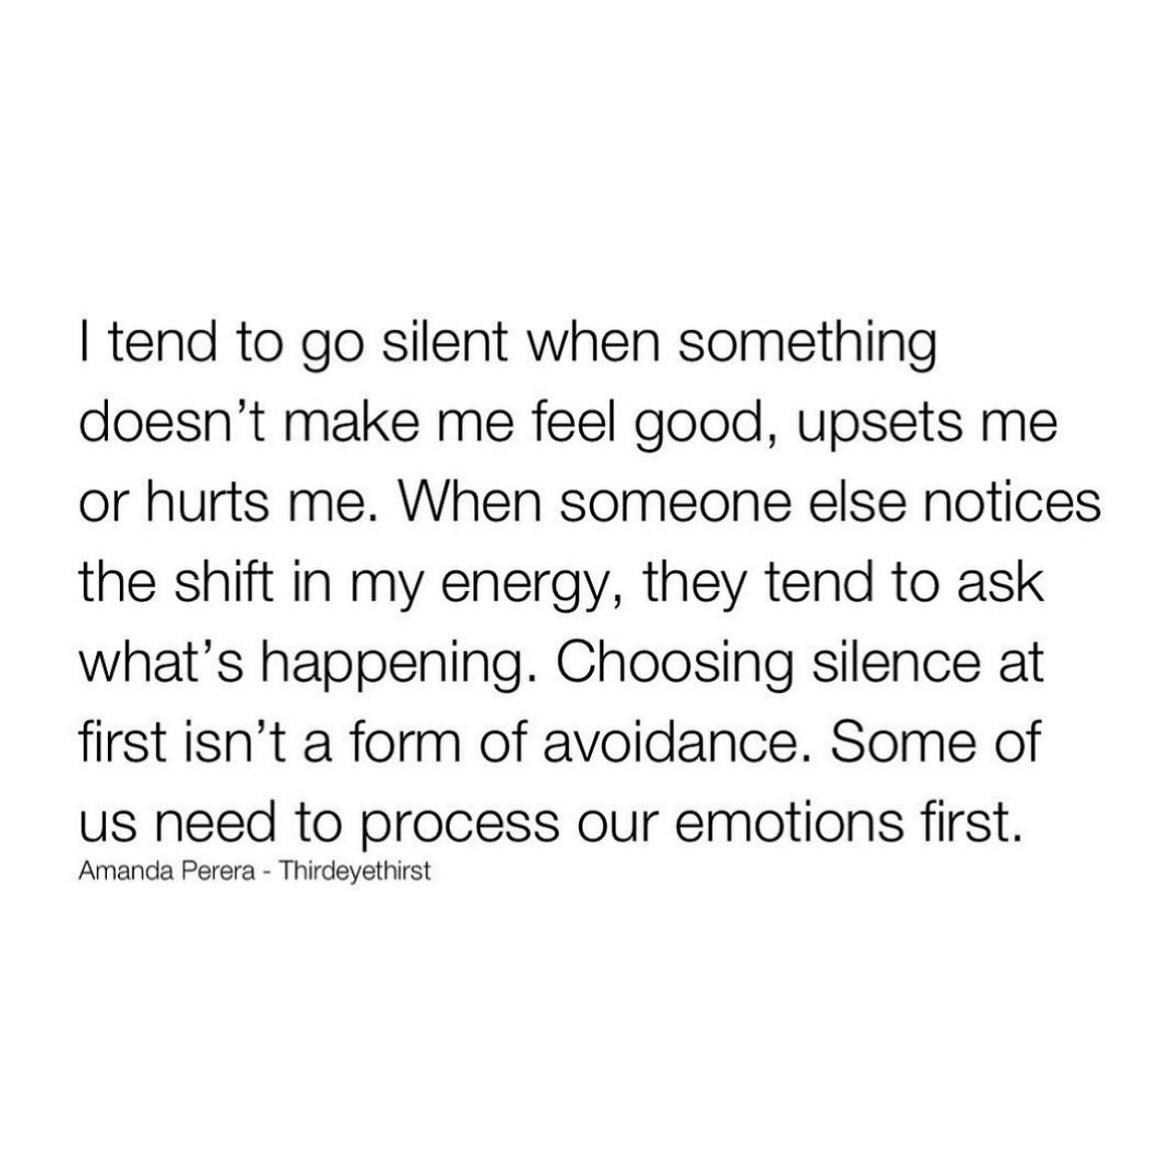 I tend to go silent when something
doesn’t make me feel good, upsets me
or hurts me. When someone else notices
the shift in my energy, they tend to ask
what’s happening. Choosing silence at
first isn’t a form of avoidance. Some of
us need to process our emotions first.
Amanda Perera - Thirdeyethirst